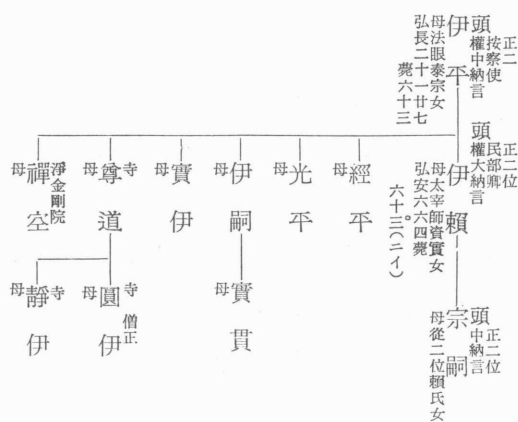 正二
按察使
頭權中納言
伊平
母法眼泰宗女
弘長二十一廿七
薨六十三
正二位
民部卿
頭權大納言
伊賴
母太宰師資實女
弘安六六四薨
六十三(ニイ)
正二位
頭中納言
宗嗣
母從二位賴氏女
經平
母
光平
母
伊嗣
母
實貫
母
實伊
母
寺
尊道
母
寺 僧正
圓伊
母
寺
靜伊
母
淨金剛院
禪空
母